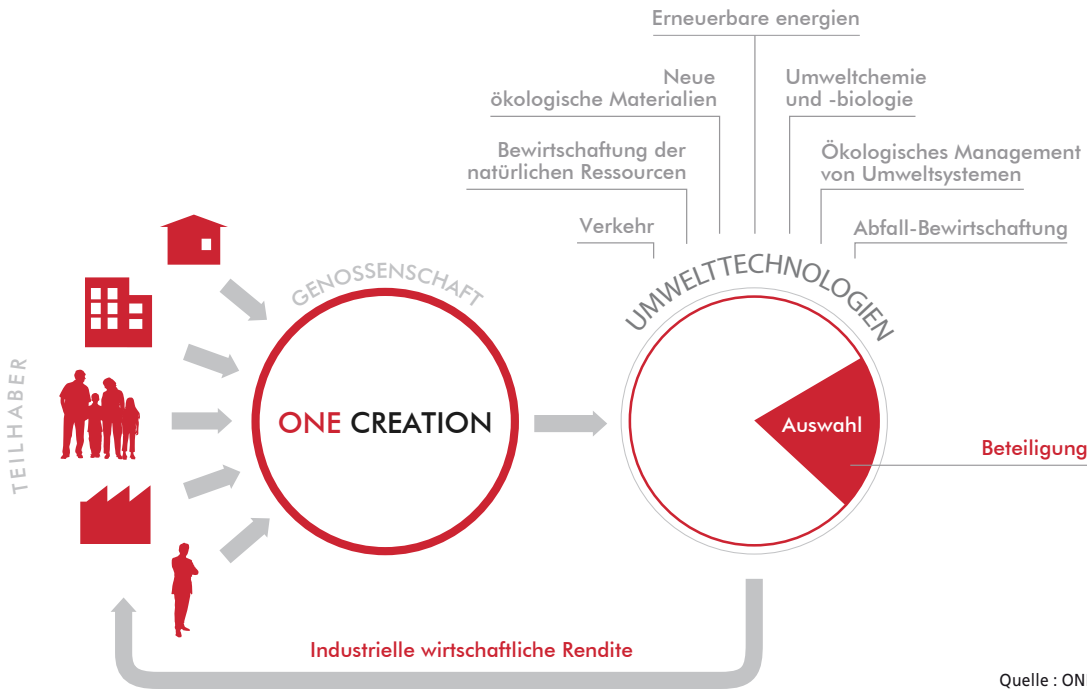 Erneuerbare energien
Neue
ökologische Materialien
Umweltchemie
und -biologie
Bewirtschaftung der
natürlichen Ressourcen
Ökologisches Management
von Umweltsystemen
Verkehr
Abfall-Bewirtschaftung
GENOSSENSCHAFT
UMWELTTECHNOLOGIEN
TEILHABER
ONE CREATION
Auswahl
Beteiligung
Industrielle wirtschaftliche Rendite
Quelle : ON